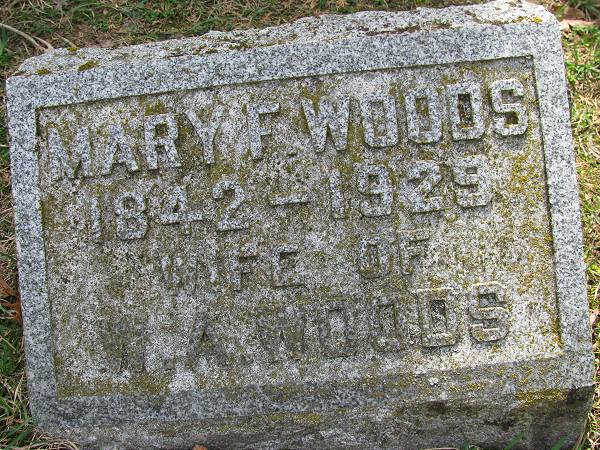 MARY F. WOODS
1842-1929
WIFE OF
W. A. WOODS